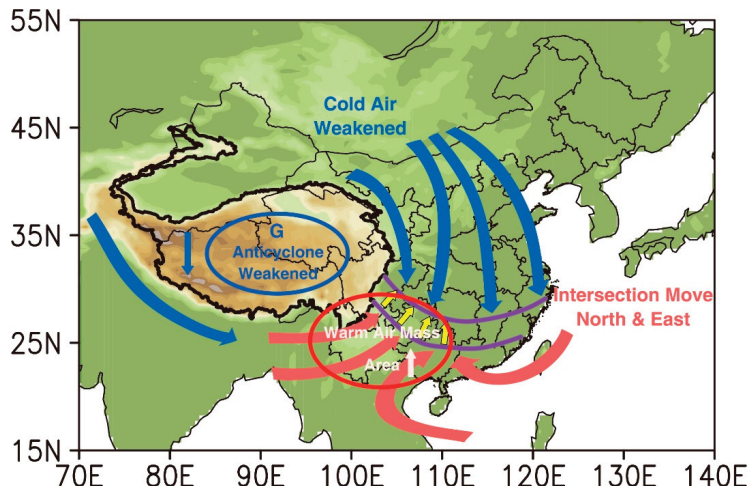 55N
45N
35N
25N
15N
70E 80E 90E 100E 110E 120E 130E 140E
Cold Air
Weakened
G
Anticyclone
Weakened
Intersection Move
North & East
Warm Air Mass
Area